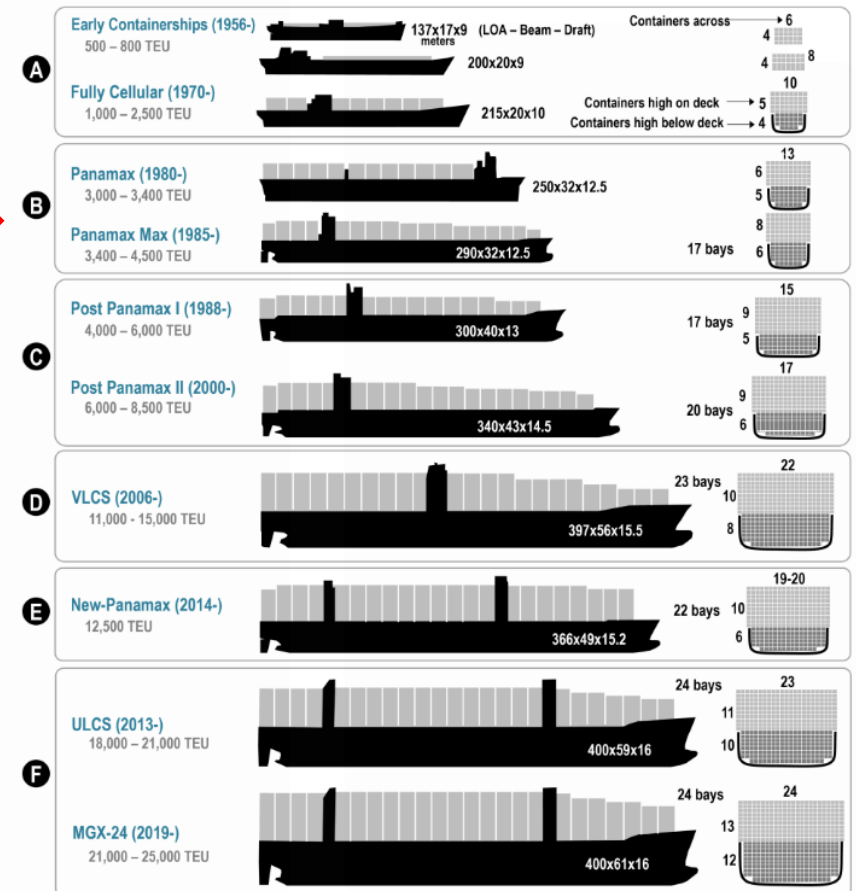 A
Early Containerships (1956-)
500 – 800 TEU
137x17x9 (LOA – Beam – Draft)
meters
Containers across
6
4
200x20x9
4
8
Fully Cellular (1970-)
1,000 – 2,500 TEU
215x20x10
10
Containers high on deck
5
Containers high below deck
4
B
Panamax (1980-)
3,000 – 3,400 TEU
250x32x12.5
13
6
5
Panamax Max (1985-)
3,400 – 4,500 TEU
290x32x12.5
17 bays
8
6
C
Post Panamax I (1988-)
4,000 – 6,000 TEU
300x40x13
17 bays
15
9
5
Post Panamax II (2000-)
6,000 – 8,500 TEU
340x43x14.5
20 bays
17
9
6
D
VLCS (2006-)
11,000 - 15,000 TEU
397x56x15.5
23 bays
22
10
8
E
New-Panamax (2014-)
12,500 TEU
366x49x15.2
22 bays
19-20
10
6
F
ULCS (2013-)
18,000 – 21,000 TEU
400x59x16
24 bays
23
11
10
MGX-24 (2019-)
21,000 – 25,000 TEU
400x61x16
24 bays
24
13
12